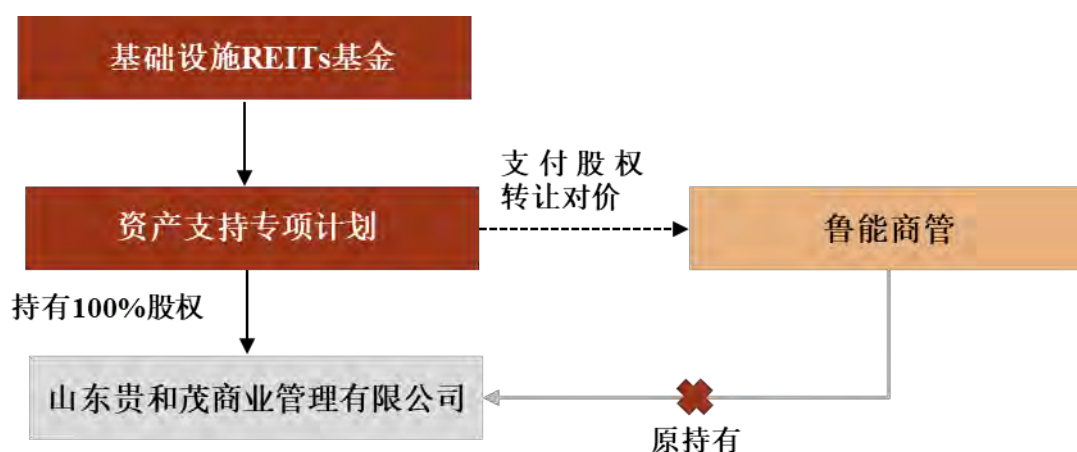 基础设施REITs基金
支付股权
转让对价
资产支持专项计划
鲁能商管
持有100%股权
山东贵和茂商业管理有限公司
原持有